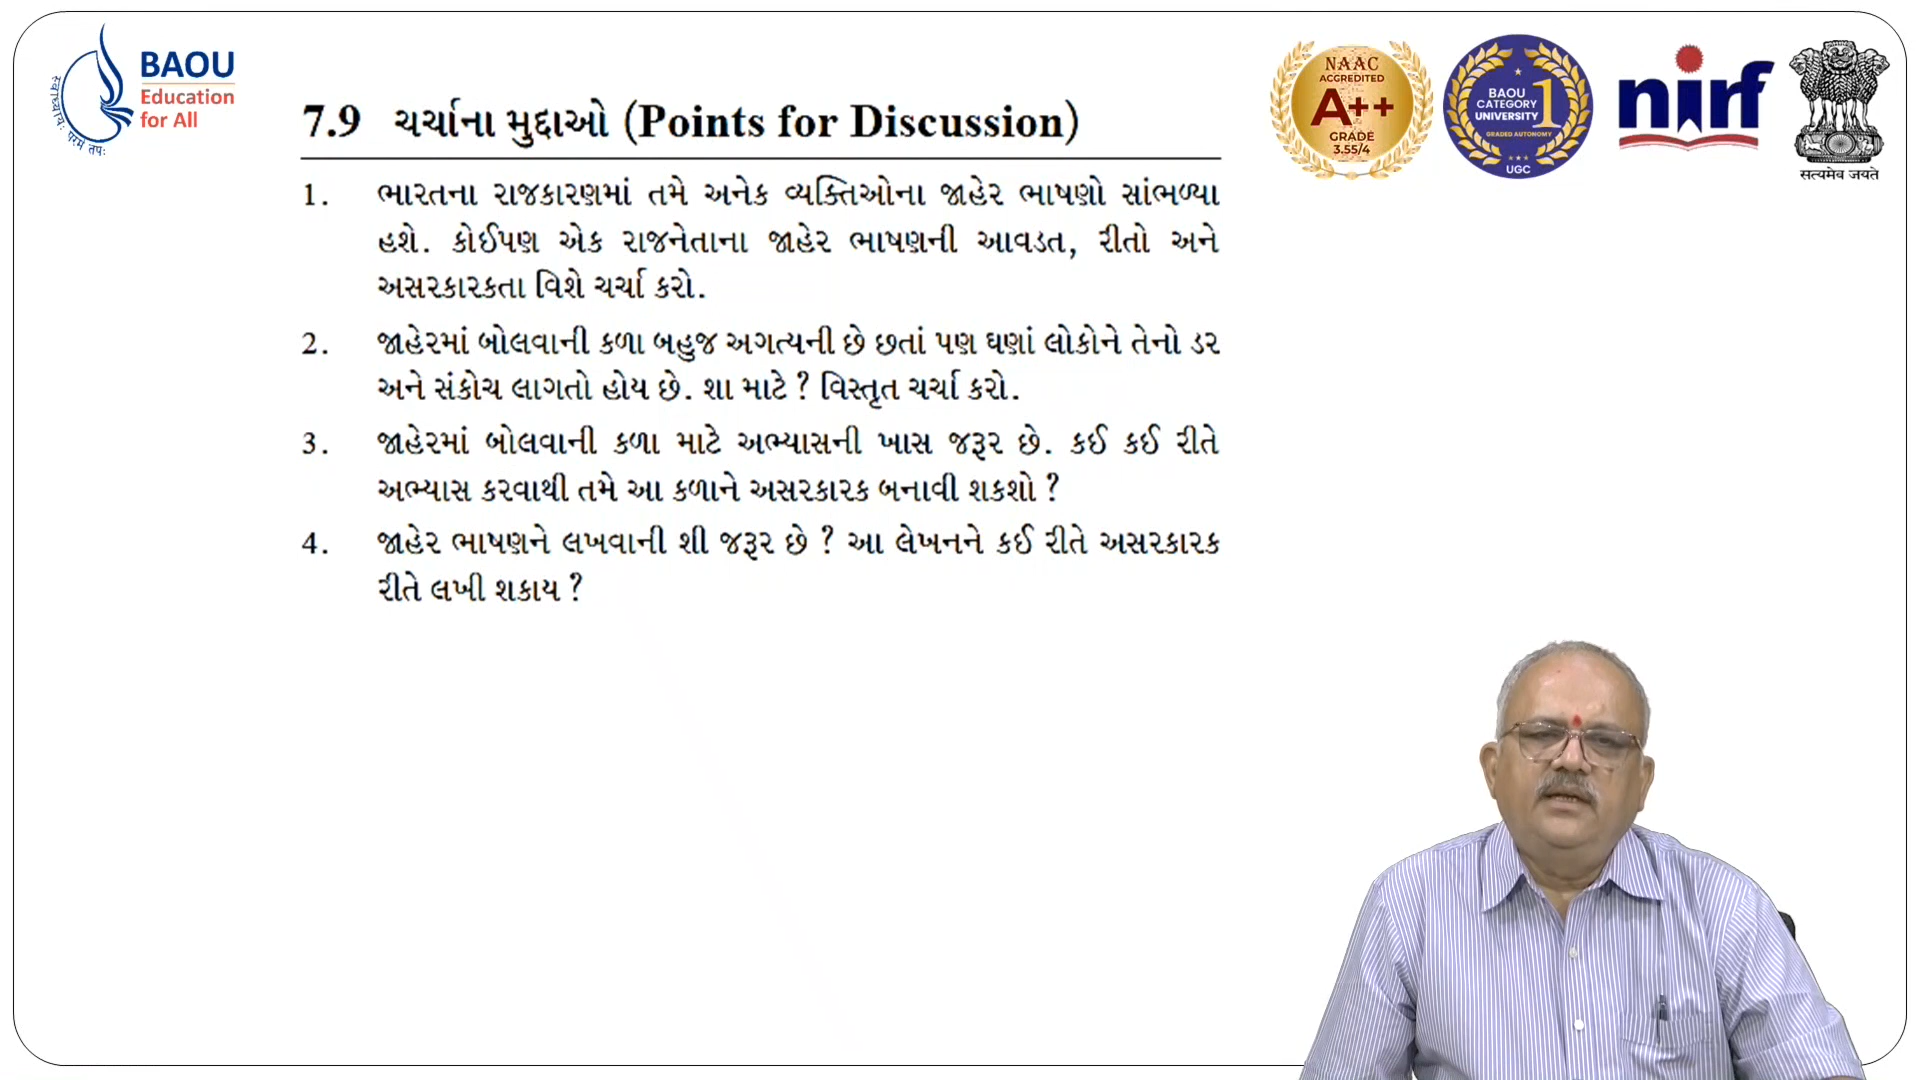 BAOU
Education
for All
स्वाध्यायः परमं तपः
7.9 ચર્ચાના મુદ્દાઓ (Points for Discussion)
1. ભારતના રાજકારણમાં તમે અનેક વ્યક્તિઓના જાહેર ભાષણો સાંભળ્યા
હશે. કોઈપણ એક રાજનેતાના જાહેર ભાષણની આવડત, રીતો અને
અસરકારકતા વિશે ચર્ચા કરો.
2. જાહેરમાં બોલવાની કળા બહુજ અગત્યની છે છતાં પણ ઘણાં લોકોને તેનો ડર
અને સંકોચ લાગતો હોય છે. શા માટે ? વિસ્તૃત ચર્ચા કરો.
3. જાહેરમાં બોલવાની કળા માટે અભ્યાસની ખાસ જરૂર છે. કઈ કઈ રીતે
અભ્યાસ કરવાથી તમે આ કળાને અસરકારક બનાવી શકશો ?
4. જાહેર ભાષણને લખવાની શી જરૂર છે ? આ લેખનને કઈ રીતે અસરકારક
રીતે લખી શકાય ?
NAAC
ACCREDITED
A++
GRADE
3.55/4
BAOU
CATEGORY 1
UNIVERSITY
GRADED AUTONOMY
UGC
nirf
सत्यमेव जयते